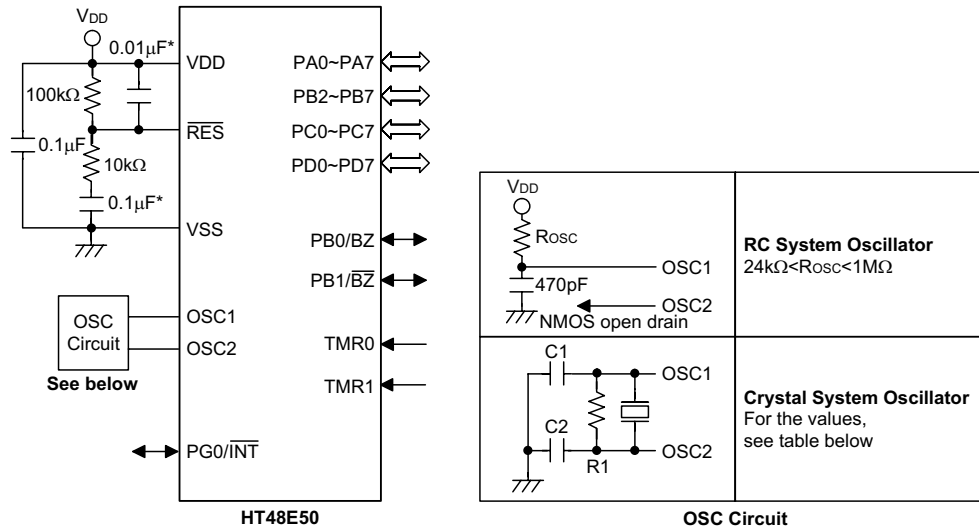 VDD
0.01μF*
VDD
100kΩ
RES
0.1μF
10kΩ
0.1μF*
VSS
OSC
Circuit
See below
OSC1
OSC2
PG0/INT
PA0~PA7
PB2~PB7
PC0~PC7
PD0~PD7
PB0/BZ
PB1/BZ
TMR0
TMR1
HT48E50
VDD
ROSC
OSC1
470pF
OSC2
NMOS open drain
RC System Oscillator
24kΩ<ROSC<1MΩ
C1
OSC1
C2
OSC2
R1
Crystal System Oscillator
For the values,
see table below
OSC Circuit